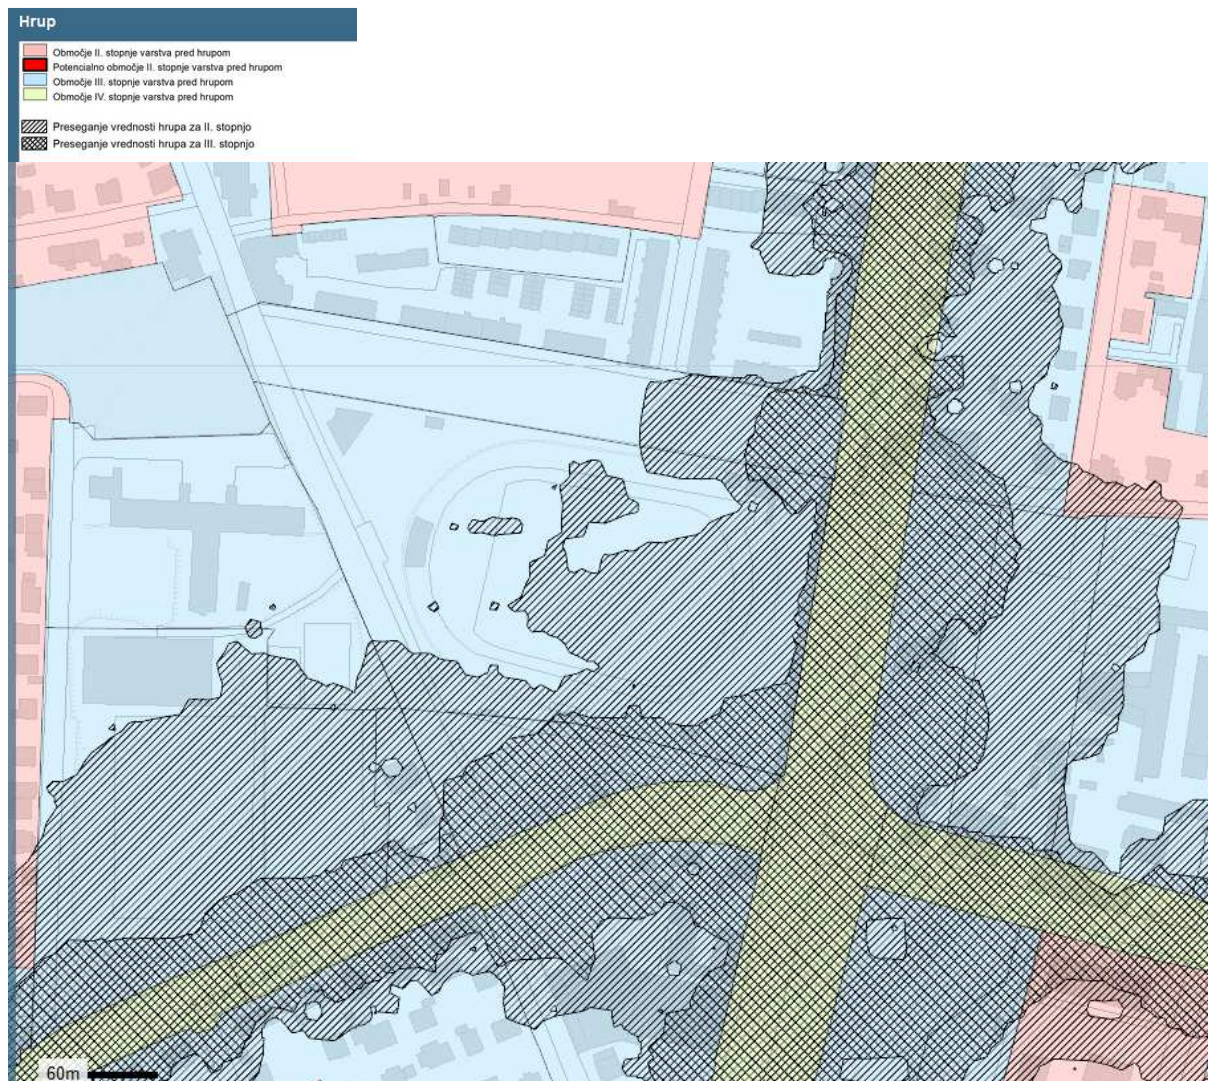 Hrup
Območje II. stopnje varstva pred hrupom
Potencialno območje II. stopnje varstva pred hrupom
Območje III. stopnje varstva pred hrupom
Območje IV. stopnje varstva pred hrupom
Preseganje vrednosti hrupa za II. stopnjo
Preseganje vrednosti hrupa za III. stopnjo
60m